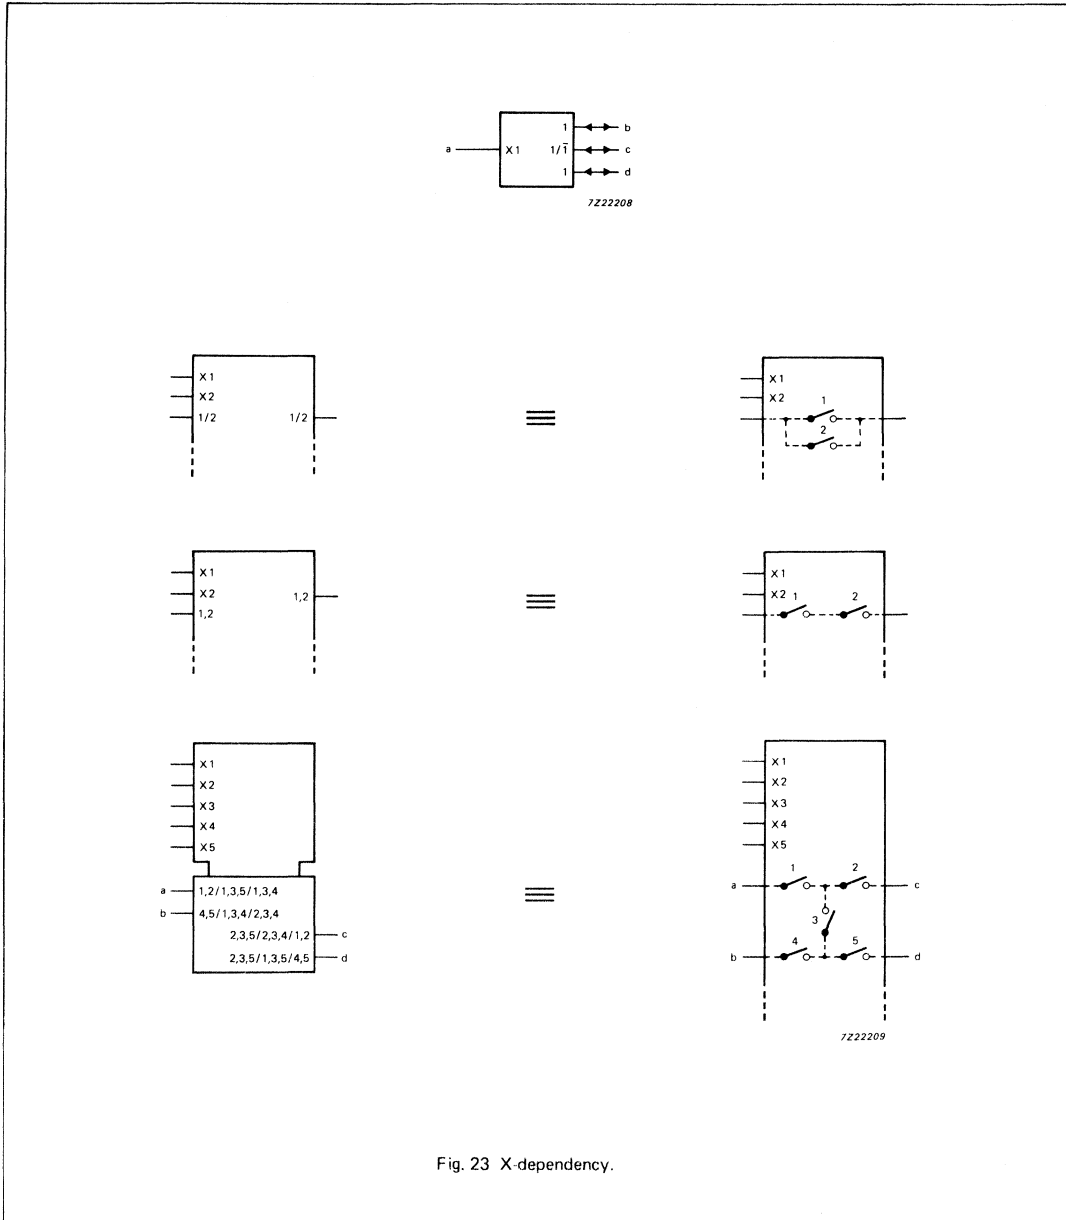 1 b
a X1 1/1̄ c
1 d
7Z22208
X1
X2
1/2 1/2
X1
X2
1
2
X1
X2
1,2
1,2
X1
X2
1 2
X1
X2
X3
X4
X5
a 1,2/1,3,5/1,3,4
b 4,5/1,3,4/2,3,4
2,3,5/2,3,4/1,2 c
2,3,5/1,3,5/4,5 d
X1
X2
X3
X4
X5
1 2
a c
3
4 5
b d
7Z22209
Fig. 23 X-dependency.